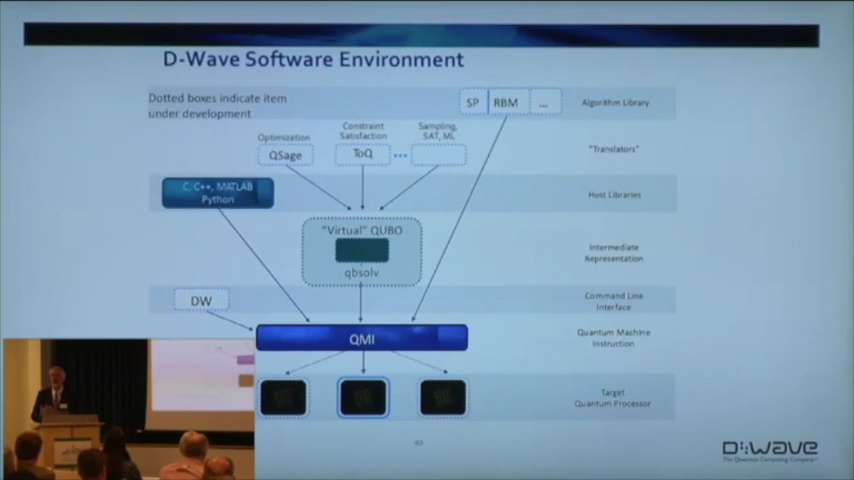 D-Wave Software Environment
Dotted boxes indicate item
under development
SP RBM ...
Algorithm Library
Optimization
Constraint
Satisfaction
Sampling,
SAT, ML
QSage
ToQ
...
"Translators"
C, C++, MATLAB
Python
Host Libraries
"Virtual" QUBO
qbsolv
Intermediate
Representation
DW
Command Line
Interface
QMI
Quantum Machine
Instruction
Target
Quantum Processor
60
D:WAVE
The Quantum Computing Company